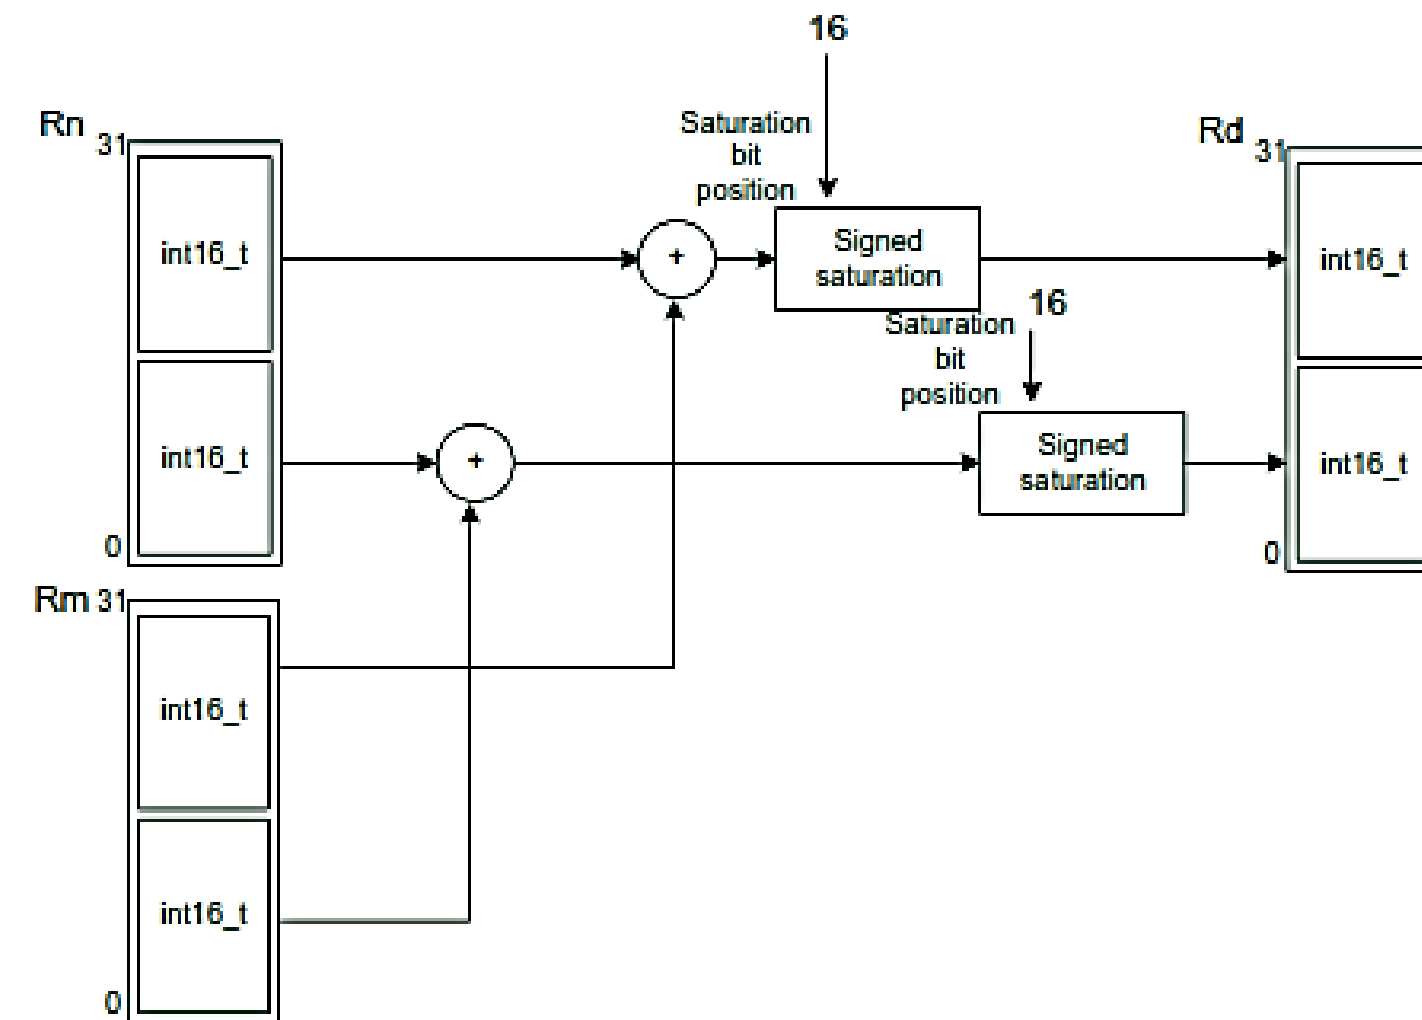 16
Rn
31
Saturation
bit
position
Rd
31
int16_t
+
Signed
saturation
int16_t
16
Saturation
bit
position
int16_t
+
Signed
saturation
int16_t
0
0
Rm 31
int16_t
int16_t
0